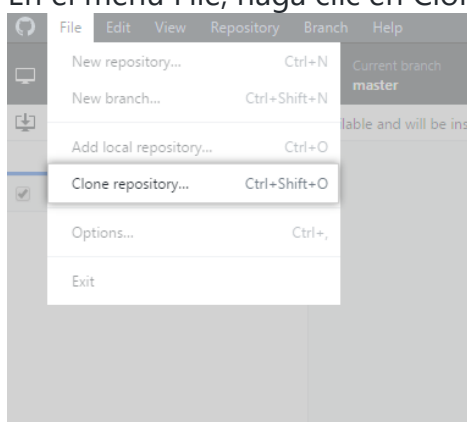 En el menú File, haga clic en Clon
File Edit View Repository Branch Help
New repository... Ctrl+N
Current branch
master
New branch... Ctrl+Shift+N
lable and will be ins
Add local repository... Ctrl+O
Clone repository... Ctrl+Shift+O
Options... Ctrl+,
Exit